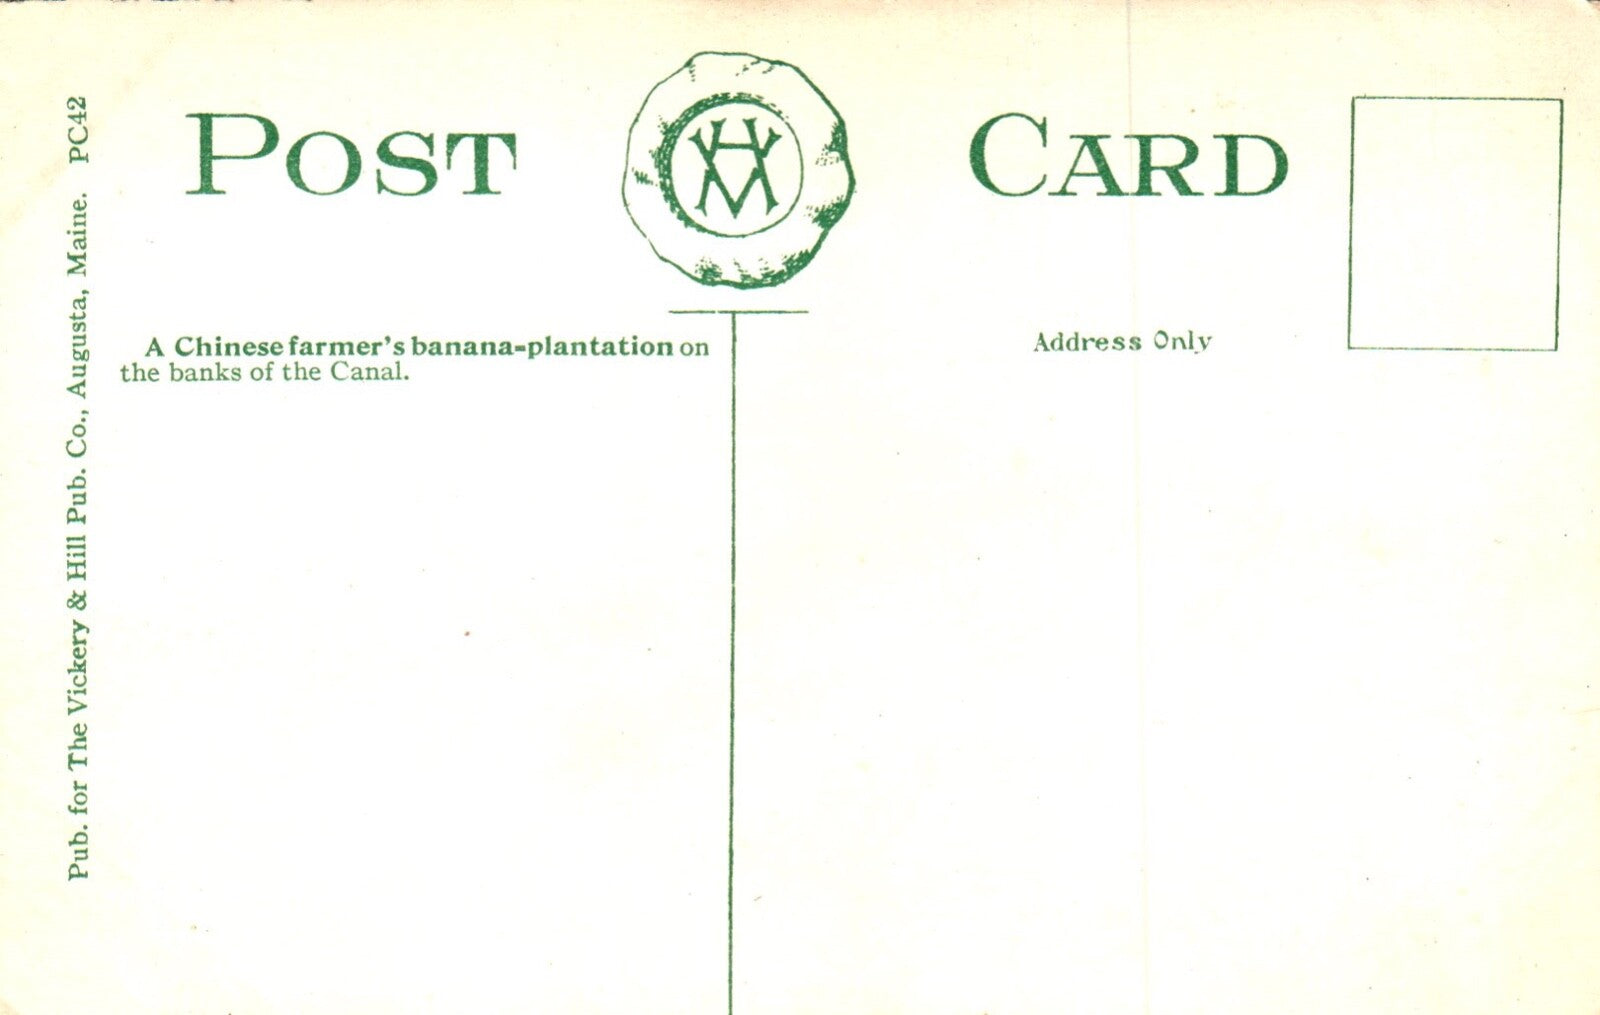 POST CARD
VHM
A Chinese farmer's banana-plantation on
the banks of the Canal.
Address Only
Pub. for The Vickery & Hill Pub. Co., Augusta, Maine. PC42